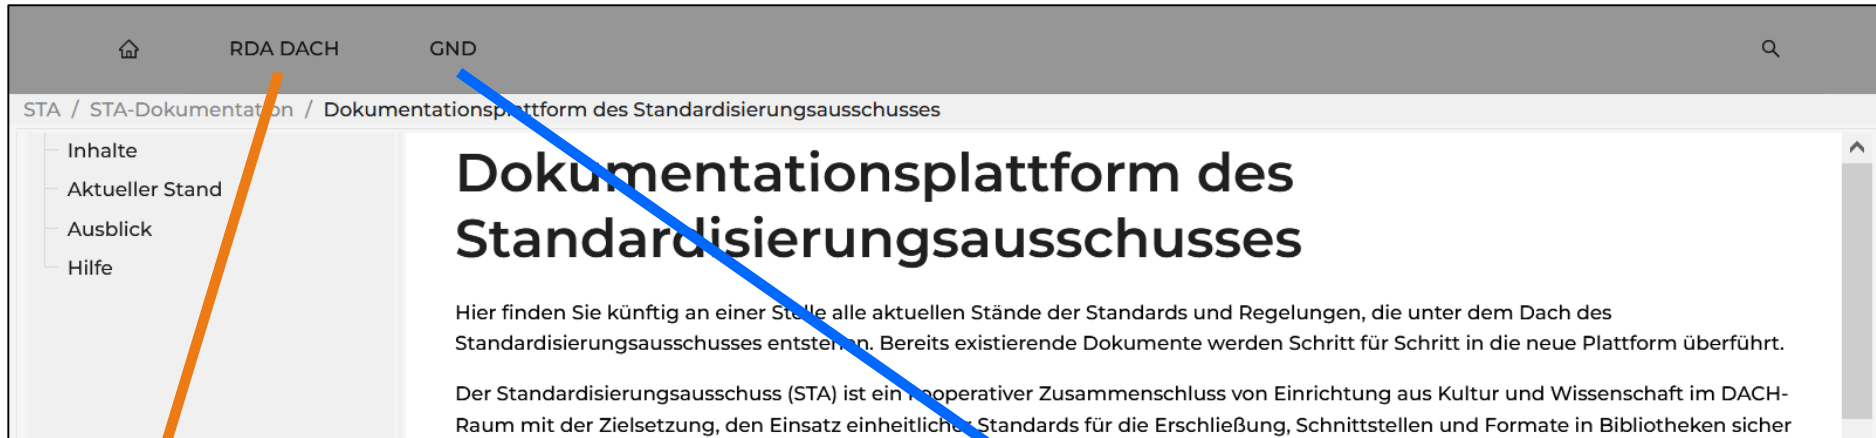 RDA DACH GND
STA / STA-Dokumentation / Dokumentationsplattform des Standardisierungsausschusses
Inhalte
Aktueller Stand
Ausblick
Hilfe
Dokumentationsplattform des
Standardisierungsausschusses
Hier finden Sie künftig an einer Stelle alle aktuellen Stände der Standards und Regelungen, die unter dem Dach des
Standardisierungsausschusses entstehen. Bereits existierende Dokumente werden Schritt für Schritt in die neue Plattform überführt.
Der Standardisierungsausschuss (STA) ist ein kooperativer Zusammenschluss von Einrichtung aus Kultur und Wissenschaft im DACH-
Raum mit der Zielsetzung, den Einsatz einheitlicher Standards für die Erschließung, Schnittstellen und Formate in Bibliotheken sicher